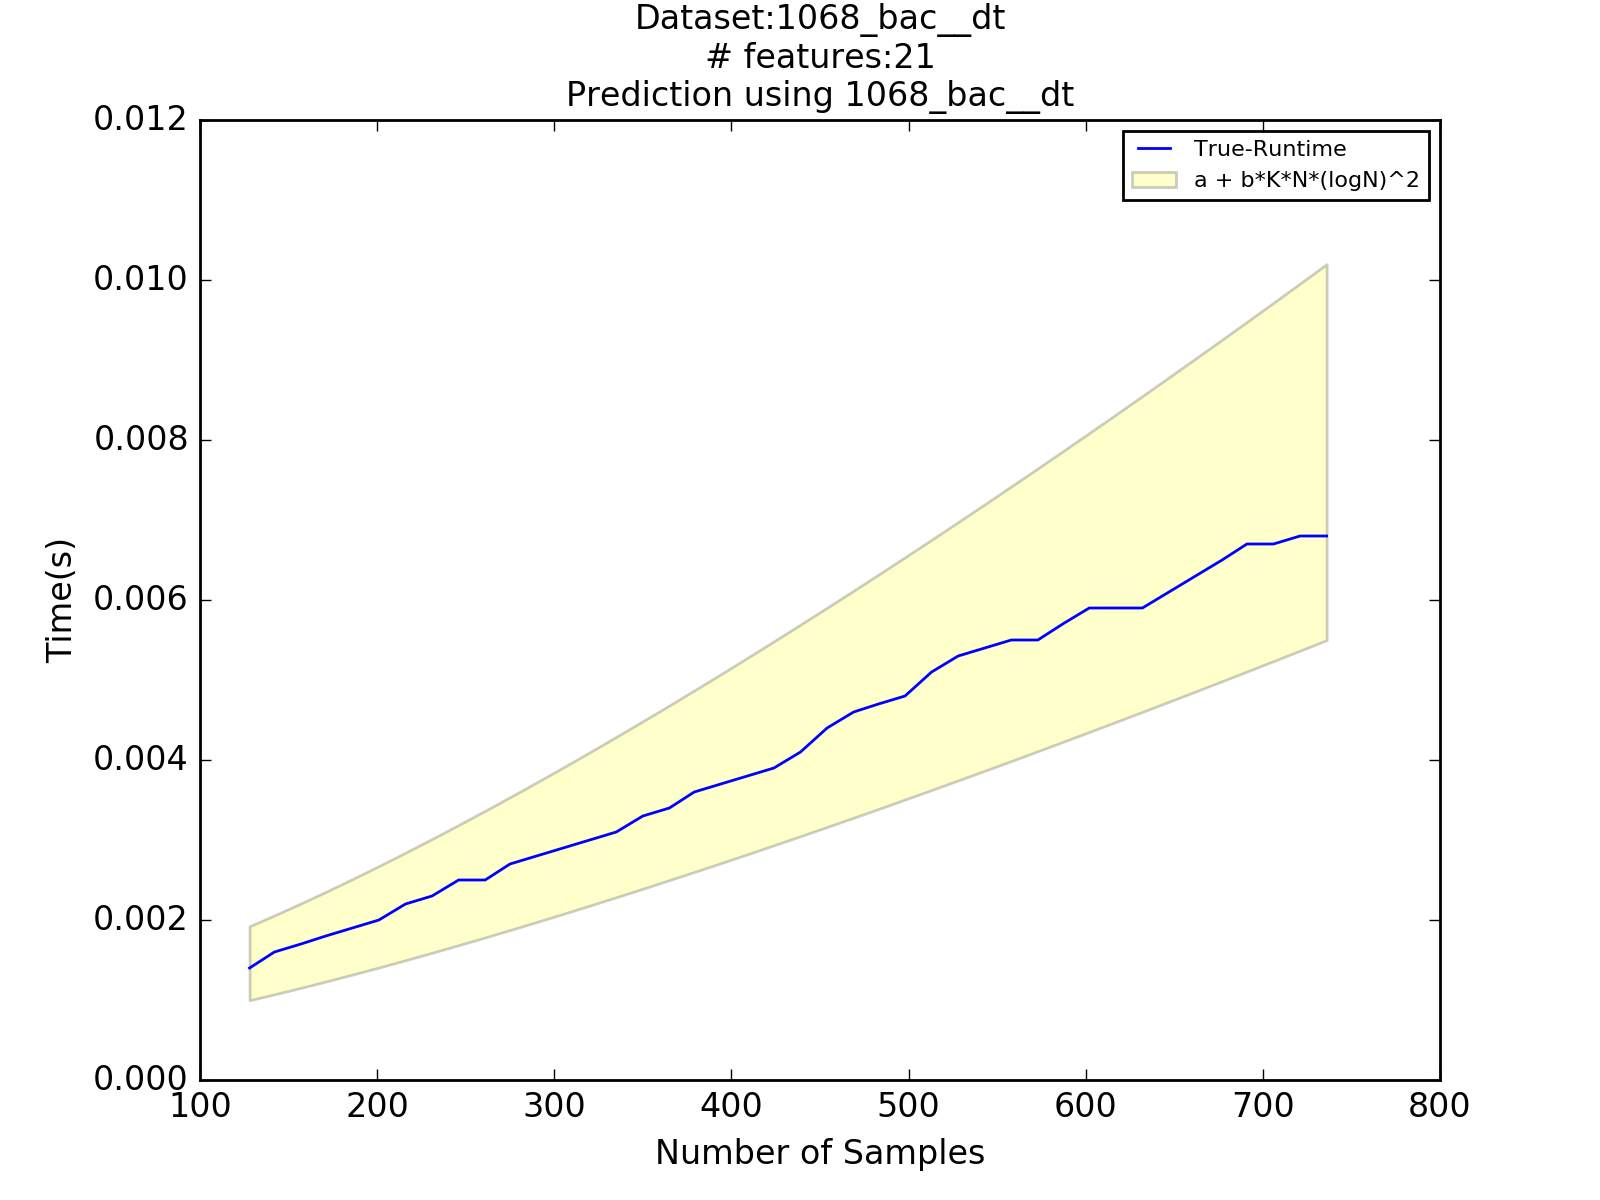 Dataset:1068_bac__dt
# features:21
Prediction using 1068_bac__dt
0.012
0.010
0.008
0.006
0.004
0.002
0.000
Time(s)
True-Runtime
a + b*K*N*(logN)^2
100 200 300 400 500 600 700 800
Number of Samples